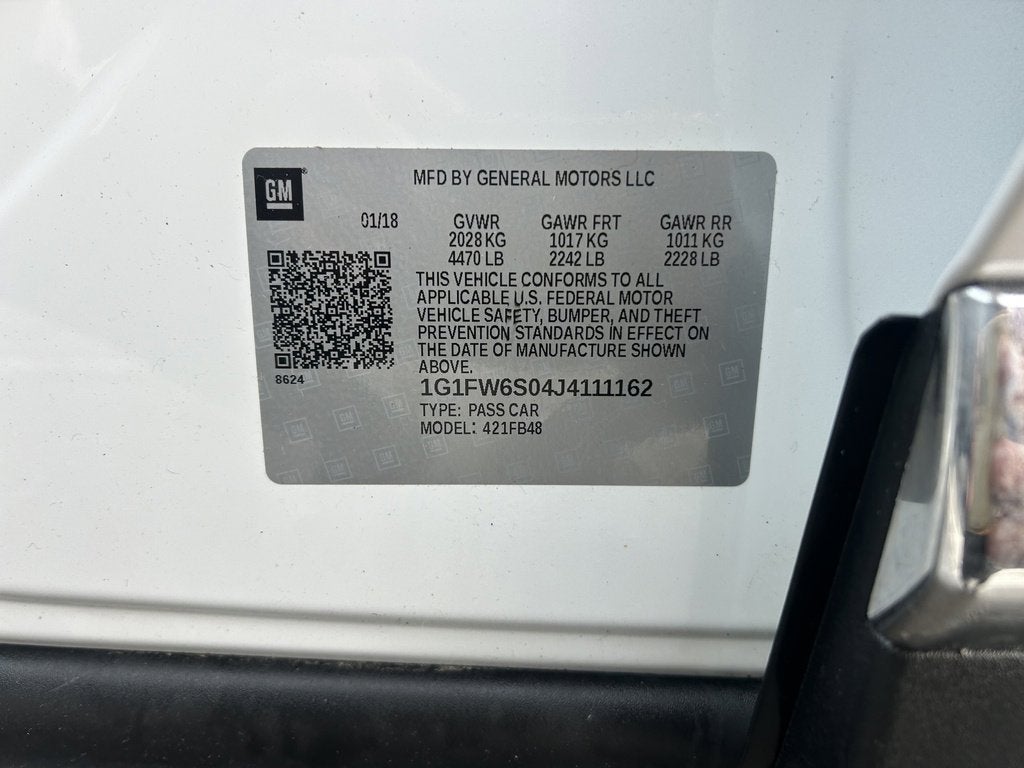 GM
MFD BY GENERAL MOTORS LLC
01/18 GVWR GAWR FRT GAWR RR
2028 KG 1017 KG 1011 KG
4470 LB 2242 LB 2228 LB
THIS VEHICLE CONFORMS TO ALL
APPLICABLE U.S. FEDERAL MOTOR
VEHICLE SAFETY, BUMPER, AND THEFT
PREVENTION STANDARDS IN EFFECT ON
THE DATE OF MANUFACTURE SHOWN
ABOVE.
8624
1G1FW6S04J4111162
TYPE: PASS CAR
MODEL: 421FB48